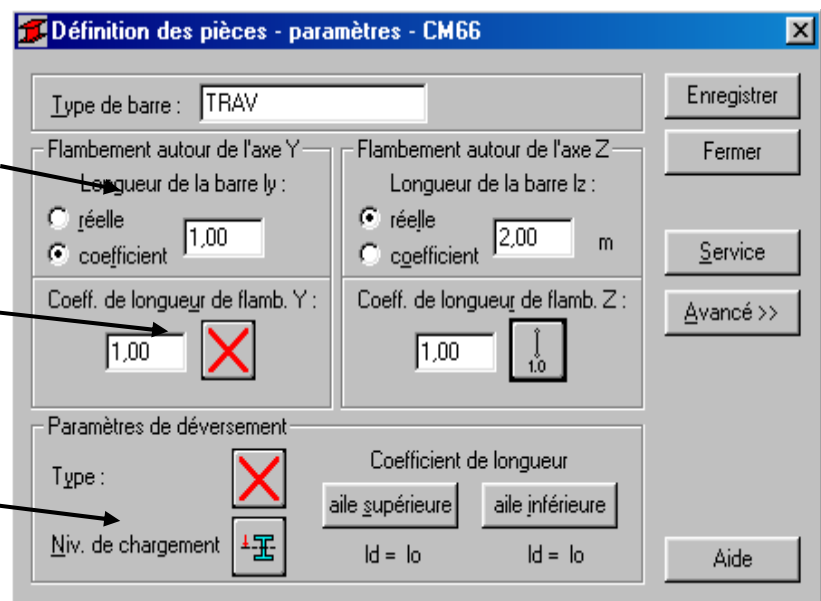 Définition des pièces - paramètres - CM66
Type de barre : TRAV
Enregistrer
Fermer
Service
Avancé >>
Flambement autour de l'axe Y
Longueur de la barre ly :
réelle
coefficient
1,00
Flambement autour de l'axe Z
Longueur de la barre lz :
réelle
coefficient
2,00 m
Coeff. de longueur de flamb. Y :
1,00
Coeff. de longueur de flamb. Z :
1,00
1.0
Paramètres de déversement
Type :
Niv. de chargement
Coefficient de longueur
aile supérieure
aile inférieure
ld = lo
ld = lo
Aide